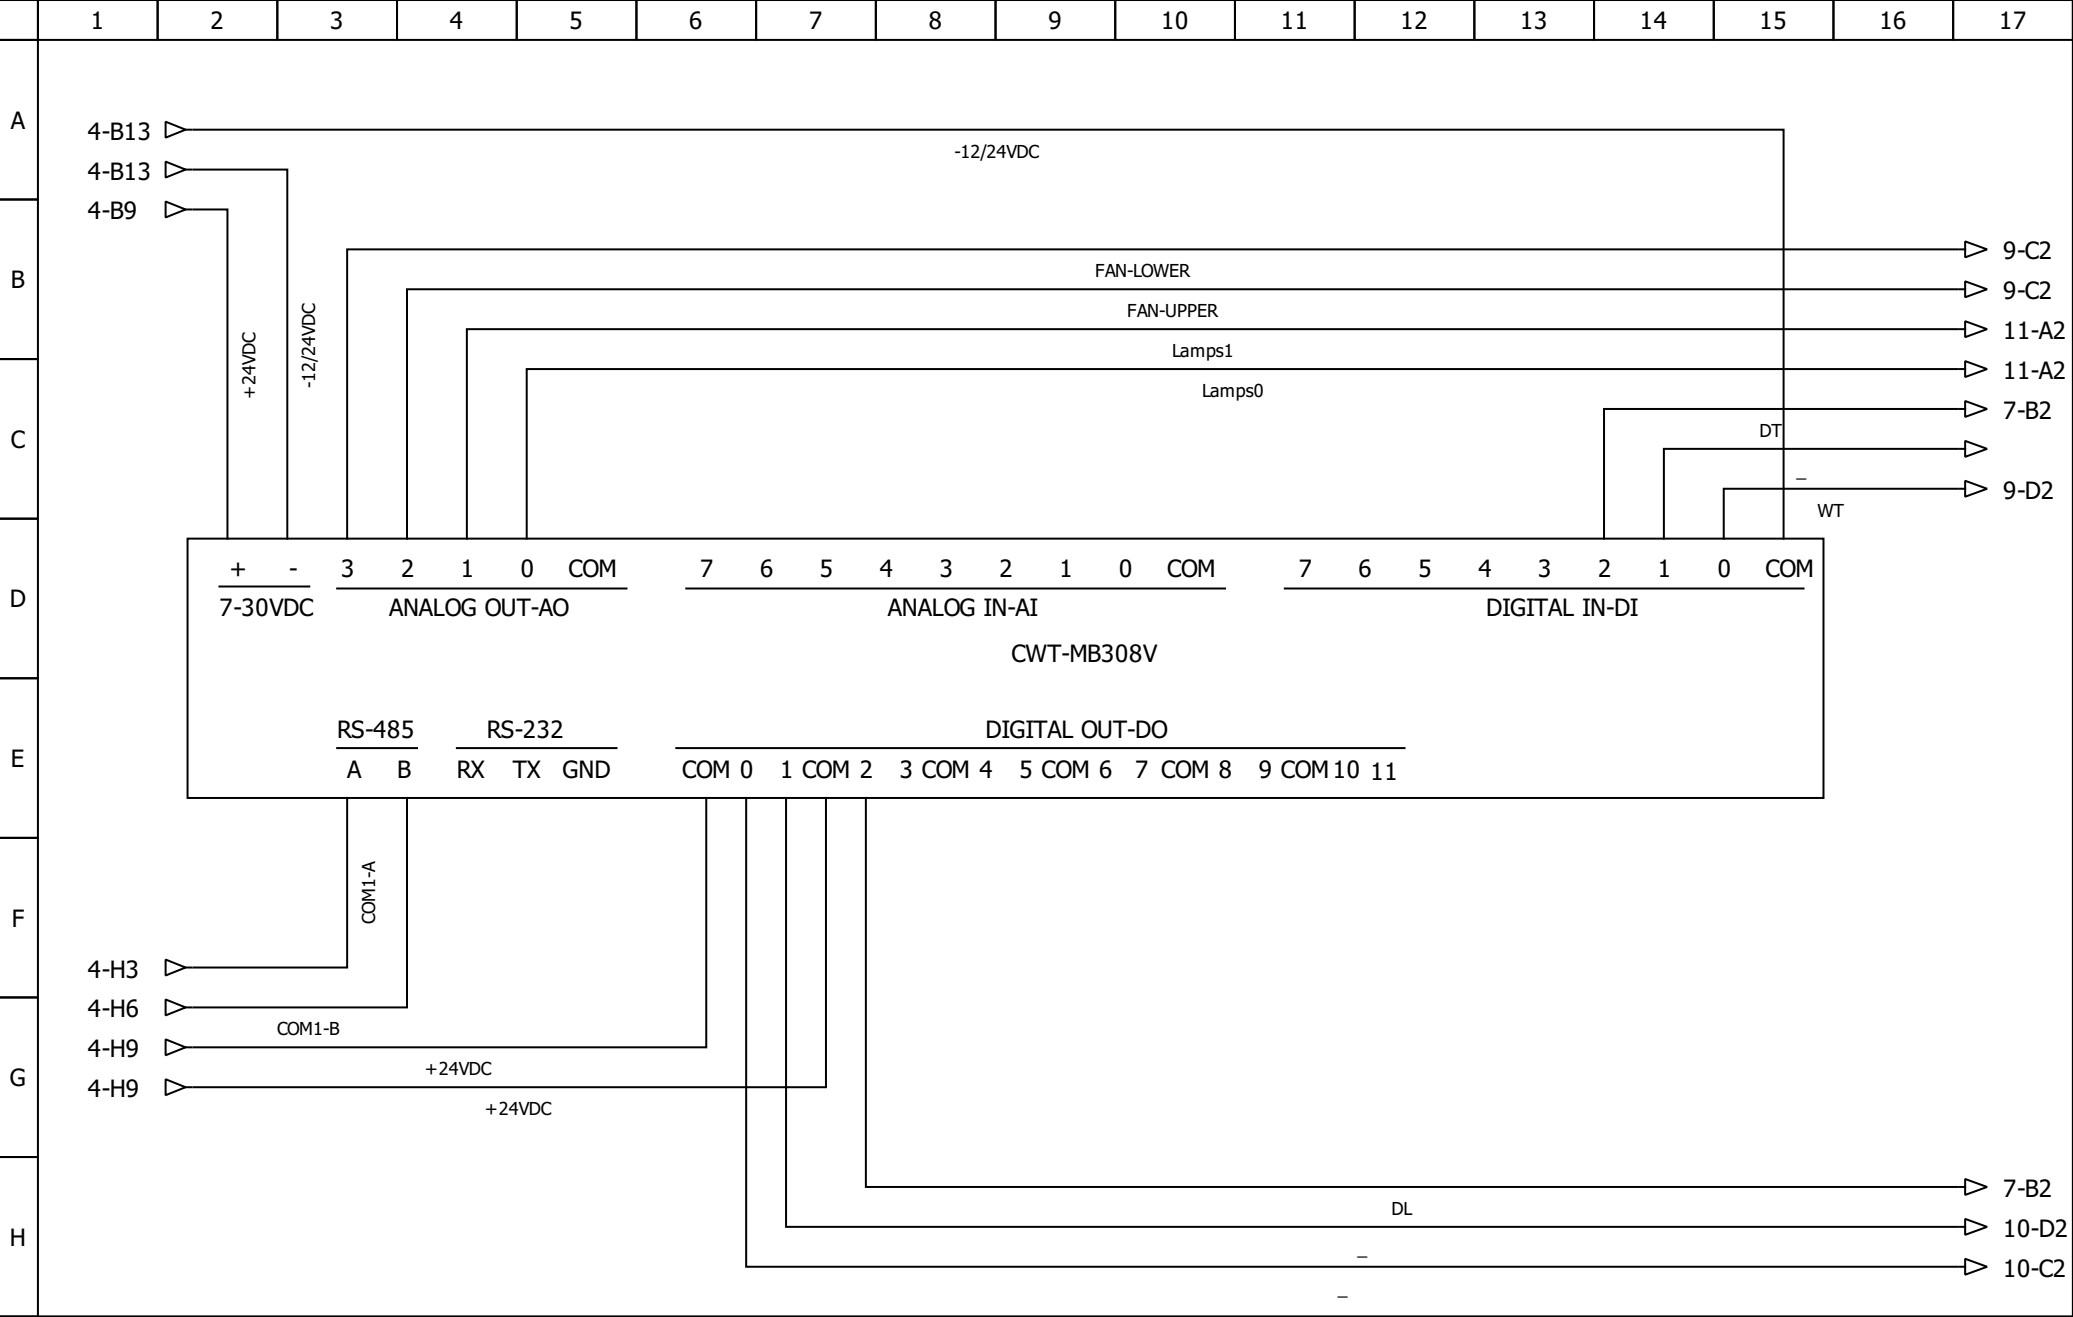 1 2 3 4 5 6 7 8 9 10 11 12 13 14 15 16 17
A
4-B13
-12/24VDC
4-B13
4-B9
B
9-C2
FAN-LOWER
9-C2
FAN-UPPER
11-A2
+24VDC
-12/24VDC
Lamps1
11-A2
Lamps0
7-B2
C
DT
_
9-D2
WT
D
+ - 3 2 1 0 COM 7 6 5 4 3 2 1 0 COM 7 6 5 4 3 2 1 0 COM
7-30VDC ANALOG OUT-AO ANALOG IN-AI DIGITAL IN-DI
CWT-MB308V
E
RS-485 RS-232 DIGITAL OUT-DO
A B RX TX GND COM 0 1 COM 2 3 COM 4 5 COM 6 7 COM 8 9 COM 10 11
F
COM1-A
4-H3
4-H6
COM1-B
4-H9
+24VDC
G
4-H9
+24VDC
H
7-B2
DL
10-D2
_
10-C2
_